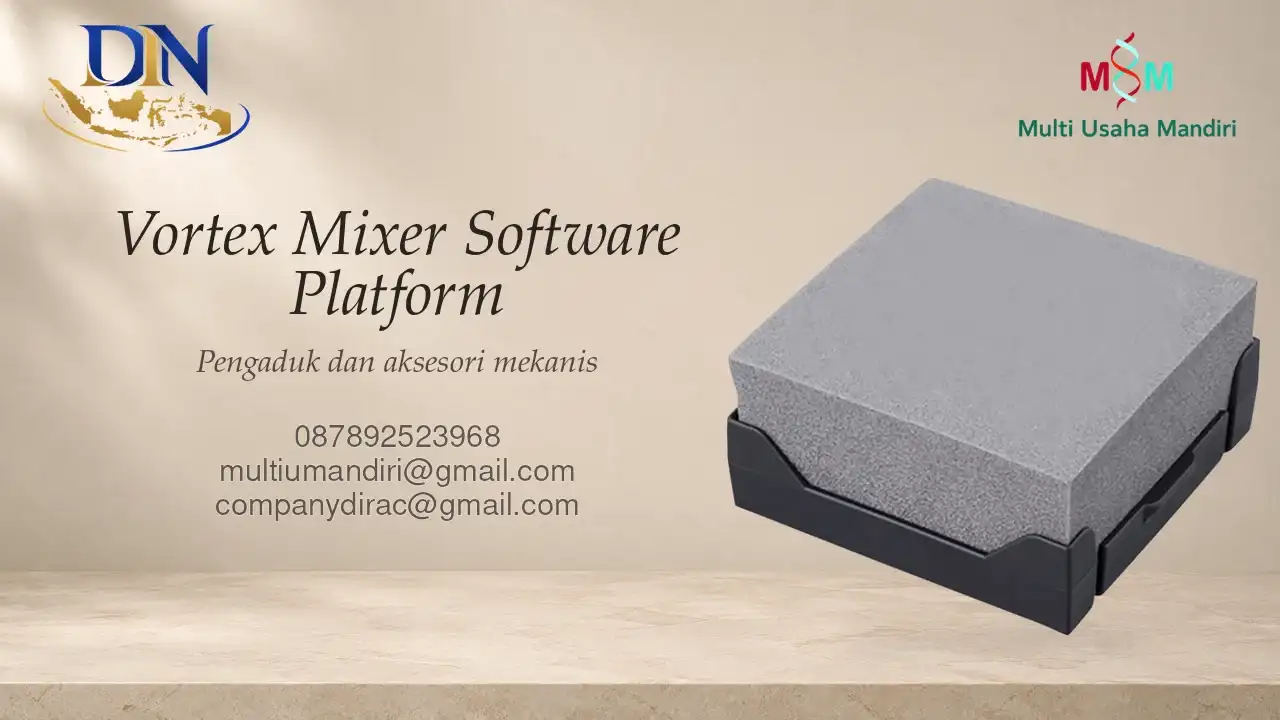 DN
MSM
Multi Usaha Mandiri
Vortex Mixer Software
Platform
Pengaduk dan aksesori mekanis
087892523968
multiumandiri@gmail.com
companydirac@gmail.com